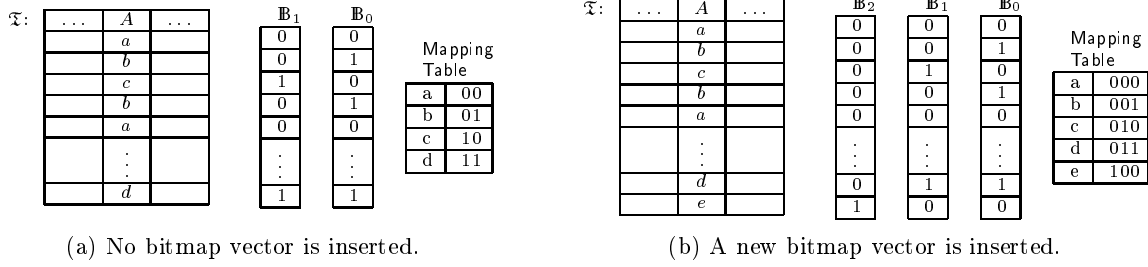 𝔗: … A … 𝔹₁ 𝔹₀
a 0 0
b 0 1
c 1 0
b 0 1
a 0 0
⋮ ⋮ ⋮
d 1 1
Mapping
Table
a 00
b 01
c 10
d 11
(a) No bitmap vector is inserted.
𝔗: … A … 𝔹₂ 𝔹₁ 𝔹₀
a 0 0 0
b 0 0 1
c 0 1 0
b 0 0 1
a 0 0 0
⋮ ⋮ ⋮ ⋮
d 0 1 1
e 1 0 0
Mapping
Table
a 000
b 001
c 010
d 011
e 100
(b) A new bitmap vector is inserted.